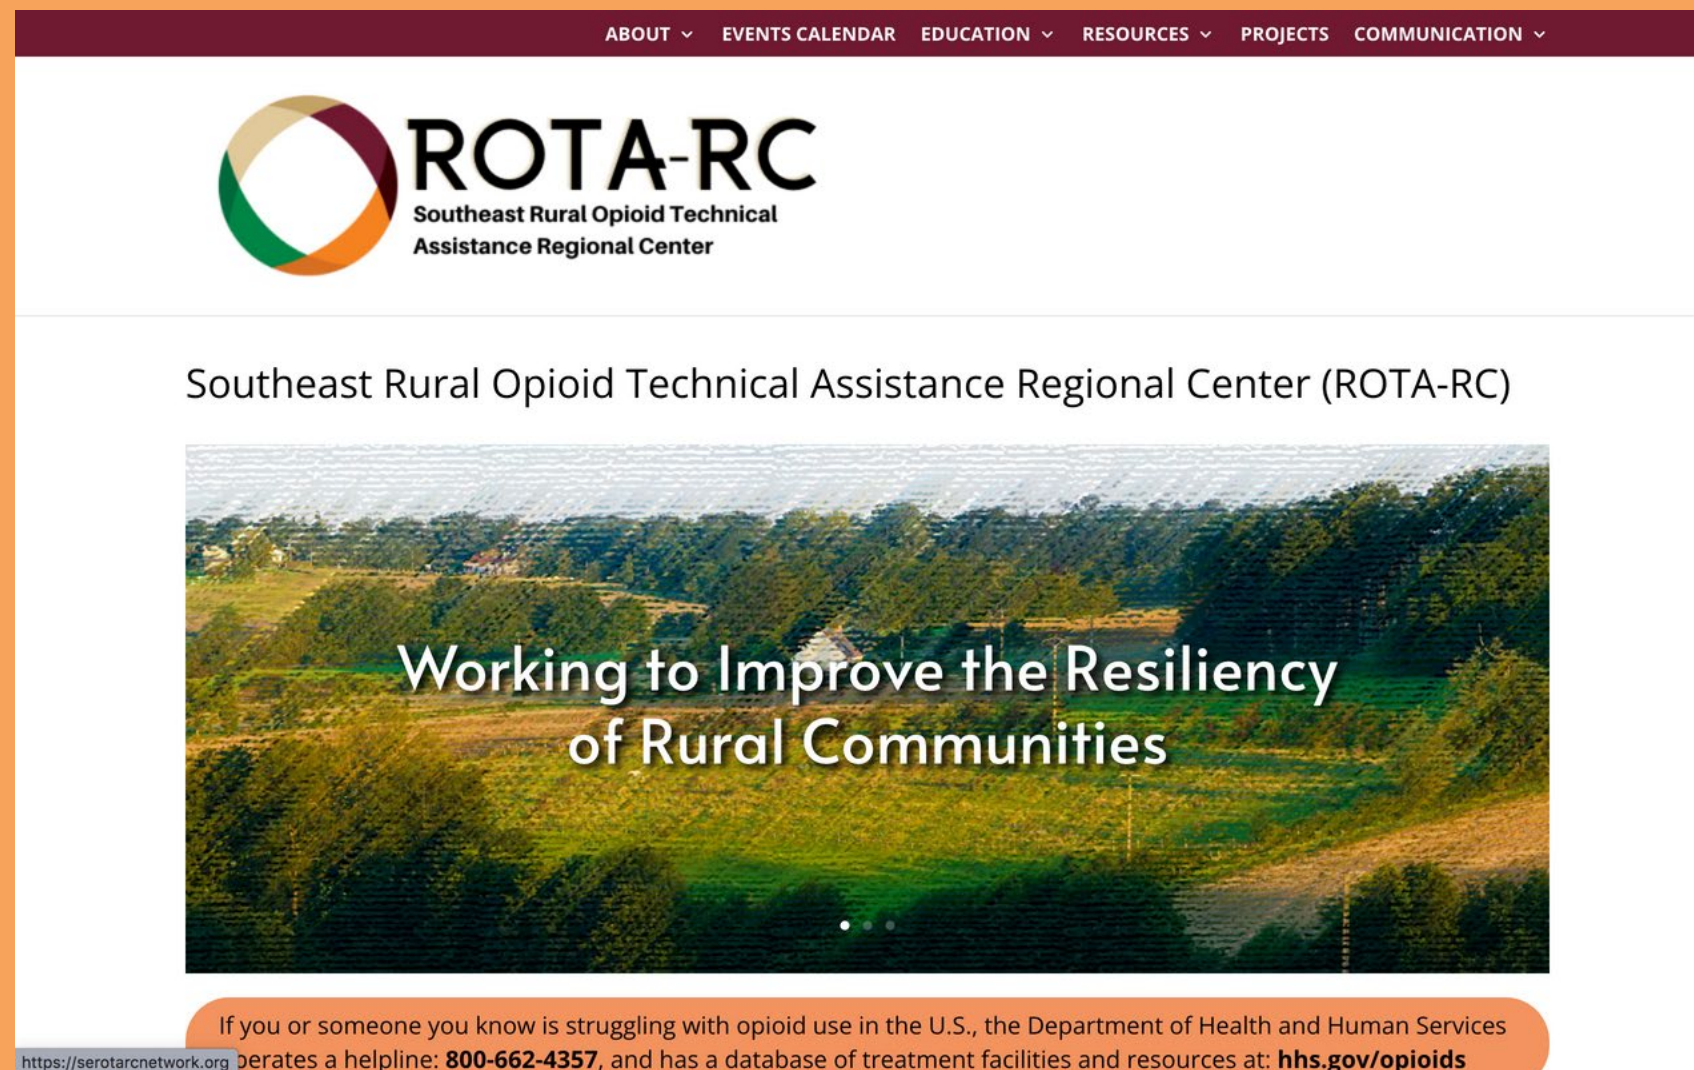 ABOUT EVENTS CALENDAR EDUCATION RESOURCES PROJECTS COMMUNICATION
ROTA-RC
Southeast Rural Opioid Technical
Assistance Regional Center
Southeast Rural Opioid Technical Assistance Regional Center (ROTA-RC)
Working to Improve the Resiliency
of Rural Communities
If you or someone you know is struggling with opioid use in the U.S., the Department of Health and Human Services
perates a helpline: 800-662-4357, and has a database of treatment facilities and resources at: hhs.gov/opioids
https://serotarcnetwork.org